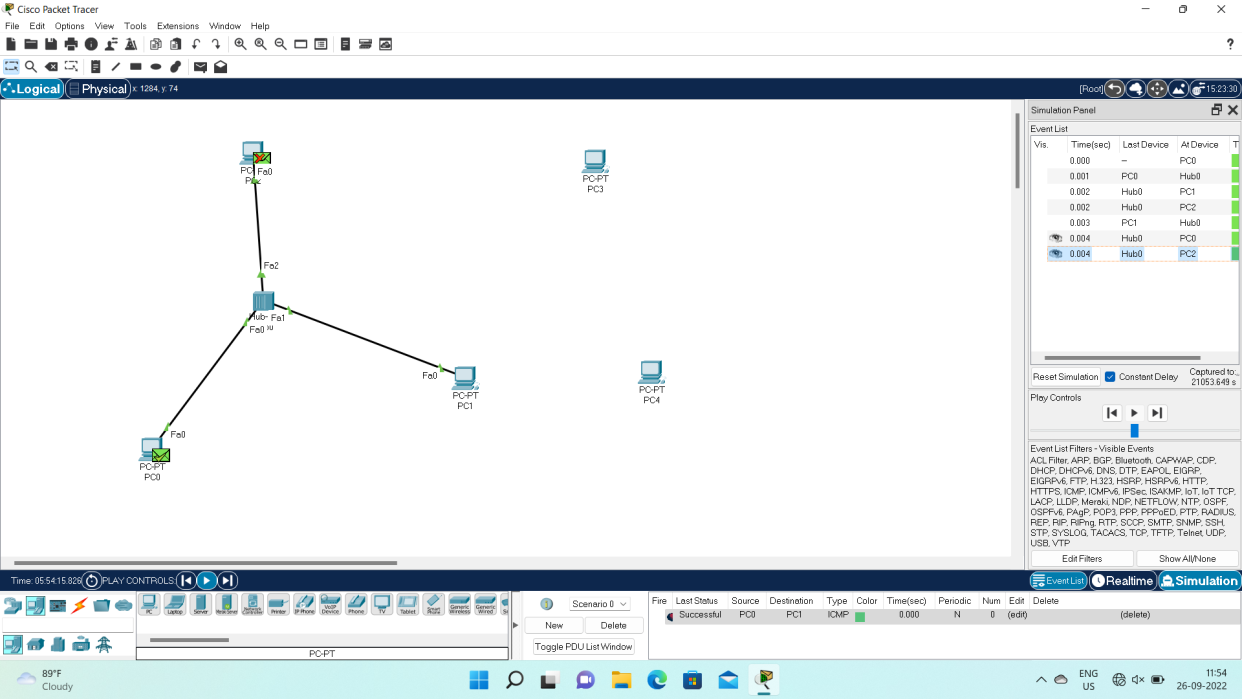 Cisco Packet Tracer
File Edit Options View Tools Extensions Window Help
?
Logical Physical x: 1284, y: 74 [Root] 15:23:30
Simulation Panel
Event List
Vis. Time(sec) Last Device At Device T
0.000 -- PC0
0.001 PC0 Hub0
0.002 Hub0 PC1
0.002 Hub0 PC2
0.003 PC1 Hub0
0.004 Hub0 PC0
0.004 Hub0 PC2
Reset Simulation Constant Delay Captured to:
21053.649 s
Play Controls
Event List Filters - Visible Events
ACL Filter, ARP, BGP, Bluetooth, CAPWAP, CDP,
DHCP, DHCPv6, DNS, DTP, EAPOL, EIGRP,
EIGRPv6, FTP, H.323, HSRP, HSRPv6, HTTP,
HTTPS, ICMP, ICMPv6, IPSec, ISAKMP, IoT, IoT TCP,
LACP, LLDP, Meraki, NDP, NETFLOW, NTP, OSPF,
OSPFv6, PAgP, POP3, PPP, PPPoED, PTP, RADIUS,
REP, RIP, RIPng, RTP, SCCP, SMTP, SNMP, SSH,
STP, SYSLOG, TACACS, TCP, TFTP, Telnet, UDP,
USB, VTP
Edit Filters Show All/None
Fa0
PC-PT
PC3
Fa2
Hub- Fa1
Fa0
Fa0
PC-PT
PC1
PC-PT
PC4
Fa0
PC-PT
PC0
Time: 05:54:15.826 PLAY CONTROLS: Event List Realtime Simulation
PC Laptop Server Printer IP Phone VoIP Device Phone TV Tablet Smart Phone Generic Wireless Generic Wired
PC-PT
Scenario 0
New Delete
Toggle PDU List Window
Fire Last Status Source Destination Type Color Time(sec) Periodic Num Edit Delete
Successful PC0 PC1 ICMP 0.000 N 0 (edit) (delete)
89°F
Cloudy
ENG
US
11:54
26-09-2022